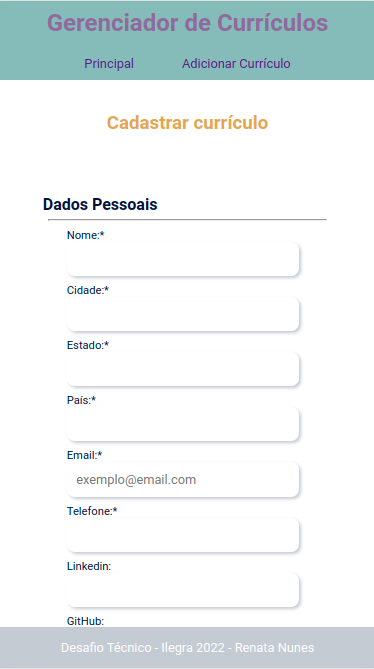 Gerenciador de Currículos
Principal Adicionar Currículo
Cadastrar currículo
Dados Pessoais
Nome:*
Cidade:*
Estado:*
País:*
Email:*
exemplo@email.com
Telefone:*
Linkedin:
GitHub:
Desafio Técnico - Ilegra 2022 - Renata Nunes